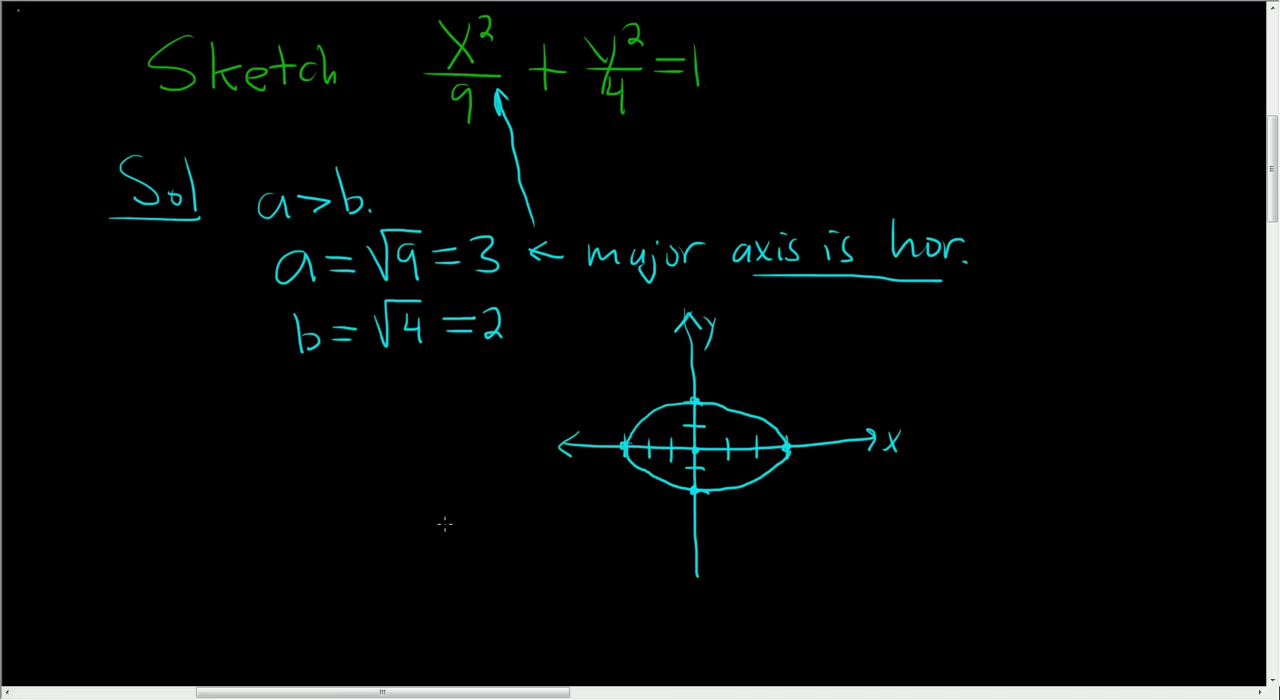 Sketch x²/9 + y²/4 = 1
Sol a > b.
a = √9 = 3 ← major axis is hor.
b = √4 = 2
y
x